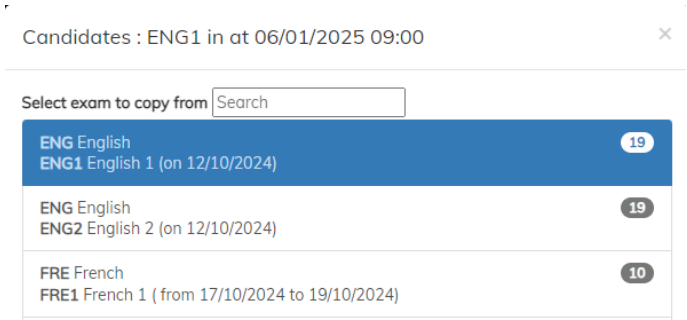 Candidates : ENG1 in at 06/01/2025 09:00
×
Select exam to copy from Search
ENG English 19
ENG1 English 1 (on 12/10/2024)
ENG English 19
ENG2 English 2 (on 12/10/2024)
FRE French 10
FRE1 French 1 ( from 17/10/2024 to 19/10/2024)